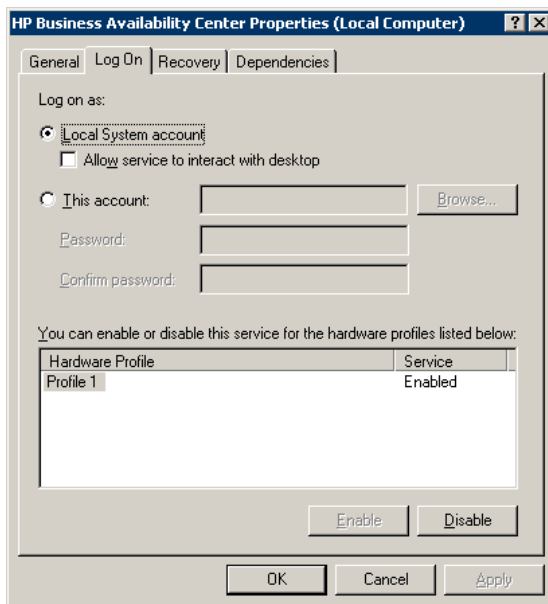 HP Business Availability Center Properties (Local Computer)
General Log On Recovery Dependencies
Log on as:
Local System account
Allow service to interact with desktop
This account: Browse...
Password:
Confirm password:
You can enable or disable this service for the hardware profiles listed below:
Hardware Profile Service
Profile 1 Enabled
Enable Disable
OK Cancel Apply